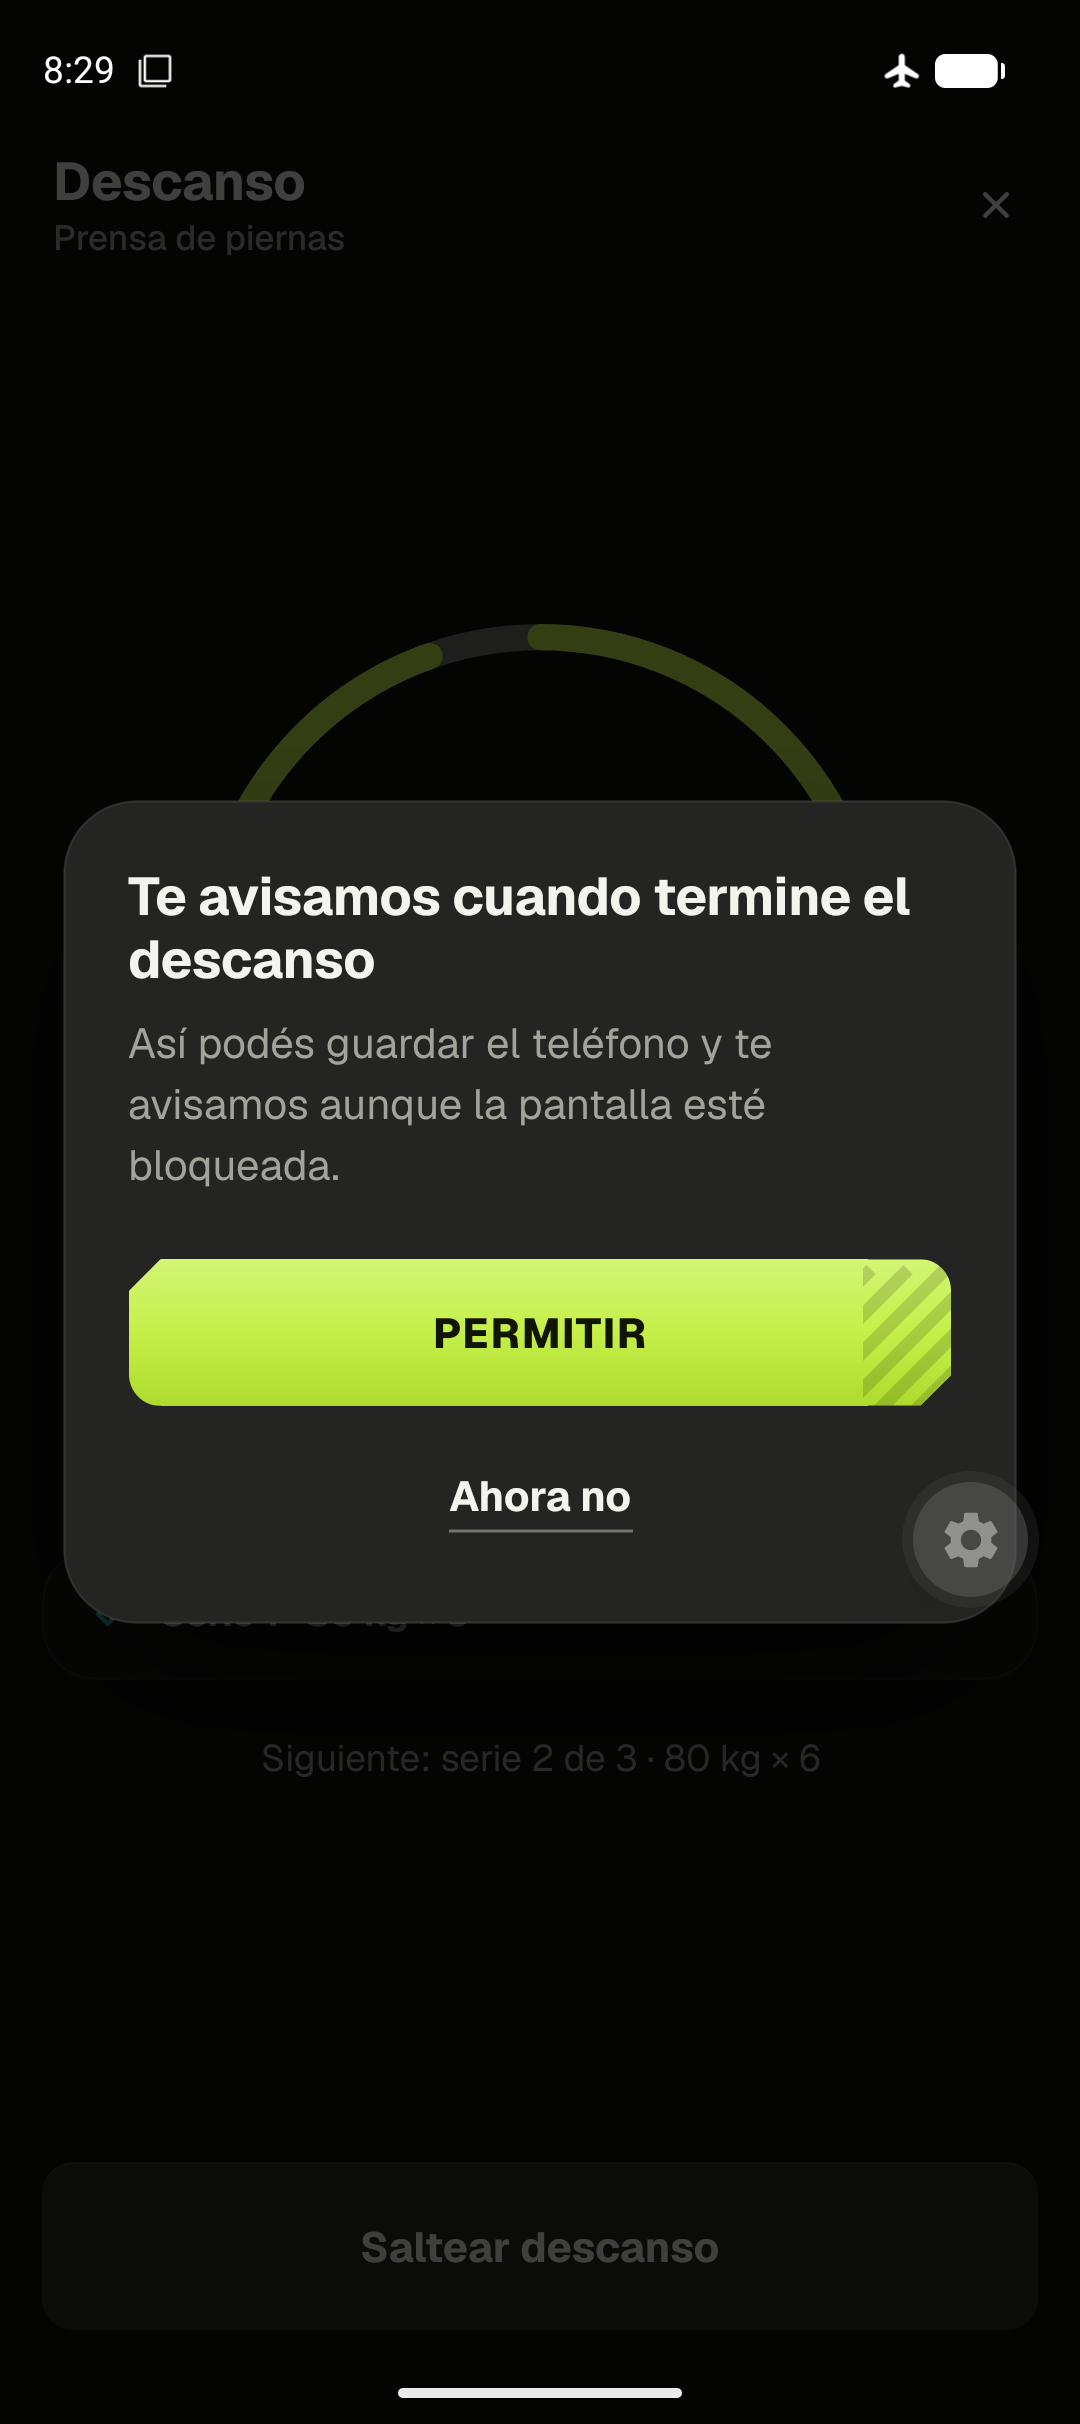 8:29
Descanso
Prensa de piernas
Te avisamos cuando termine el
descanso
Así podés guardar el teléfono y te
avisamos aunque la pantalla esté
bloqueada.
PERMITIR
Ahora no
Siguiente: serie 2 de 3 · 80 kg × 6
Saltear descanso